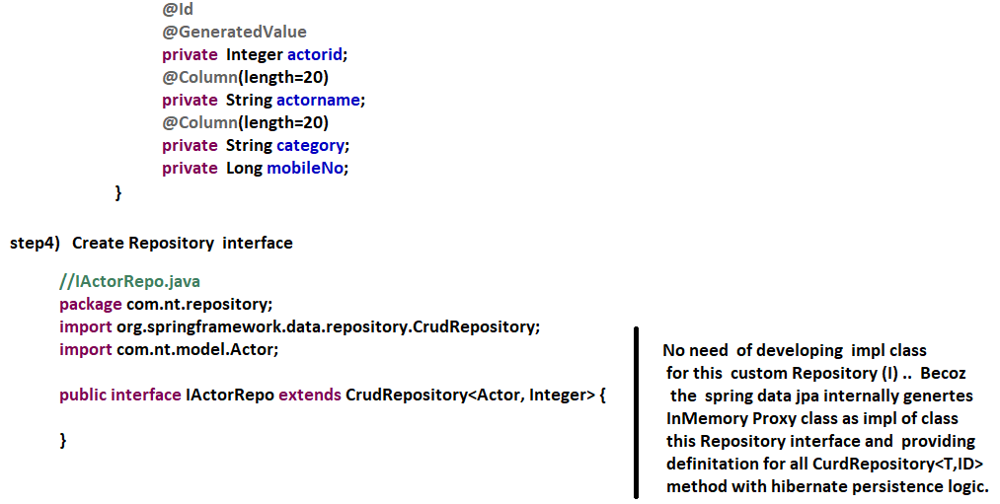 @Id
@GeneratedValue
private Integer actorid;
@Column(length=20)
private String actorname;
@Column(length=20)
private String category;
private Long mobileNo;
}
step4) Create Repository interface
//IActorRepo.java
package com.nt.repository;
import org.springframework.data.repository.CrudRepository;
import com.nt.model.Actor;
public interface IActorRepo extends CrudRepository<Actor, Integer> {
}
No need of developing impl class
for this custom Repository (I) .. Becoz
the spring data jpa internally genertes
InMemory Proxy class as impl of class
this Repository interface and providing
definitation for all CurdRepository<T,ID>
method with hibernate persistence logic.